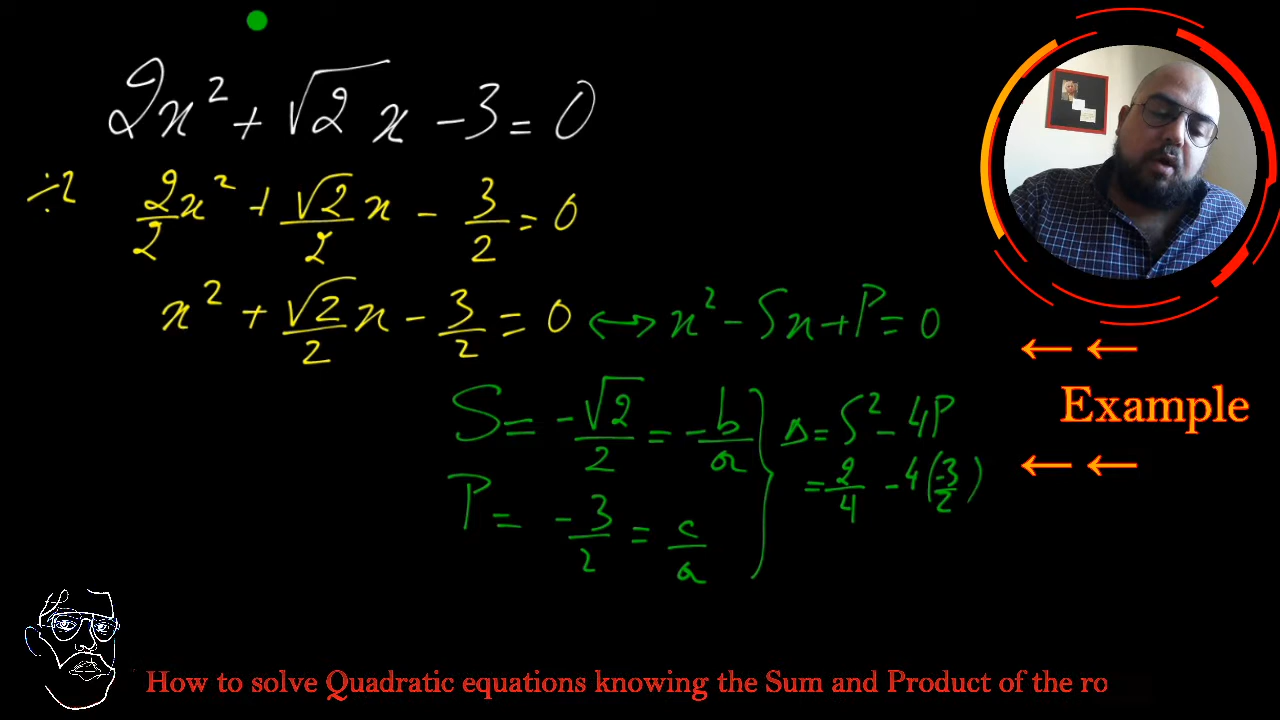 2x² + √2 x - 3 = 0
÷2 2x²/2 + √2/2 x - 3/2 = 0
x² + √2/2 x - 3/2 = 0 ↔ x² - Sx + P = 0
S = -√2/2 = -b/a } Δ = S² - 4P
= 2/4 - 4(-3/2)
P = -3/2 = c/a
← ←
Example
← ←
How to solve Quadratic equations knowing the Sum and Product of the ro